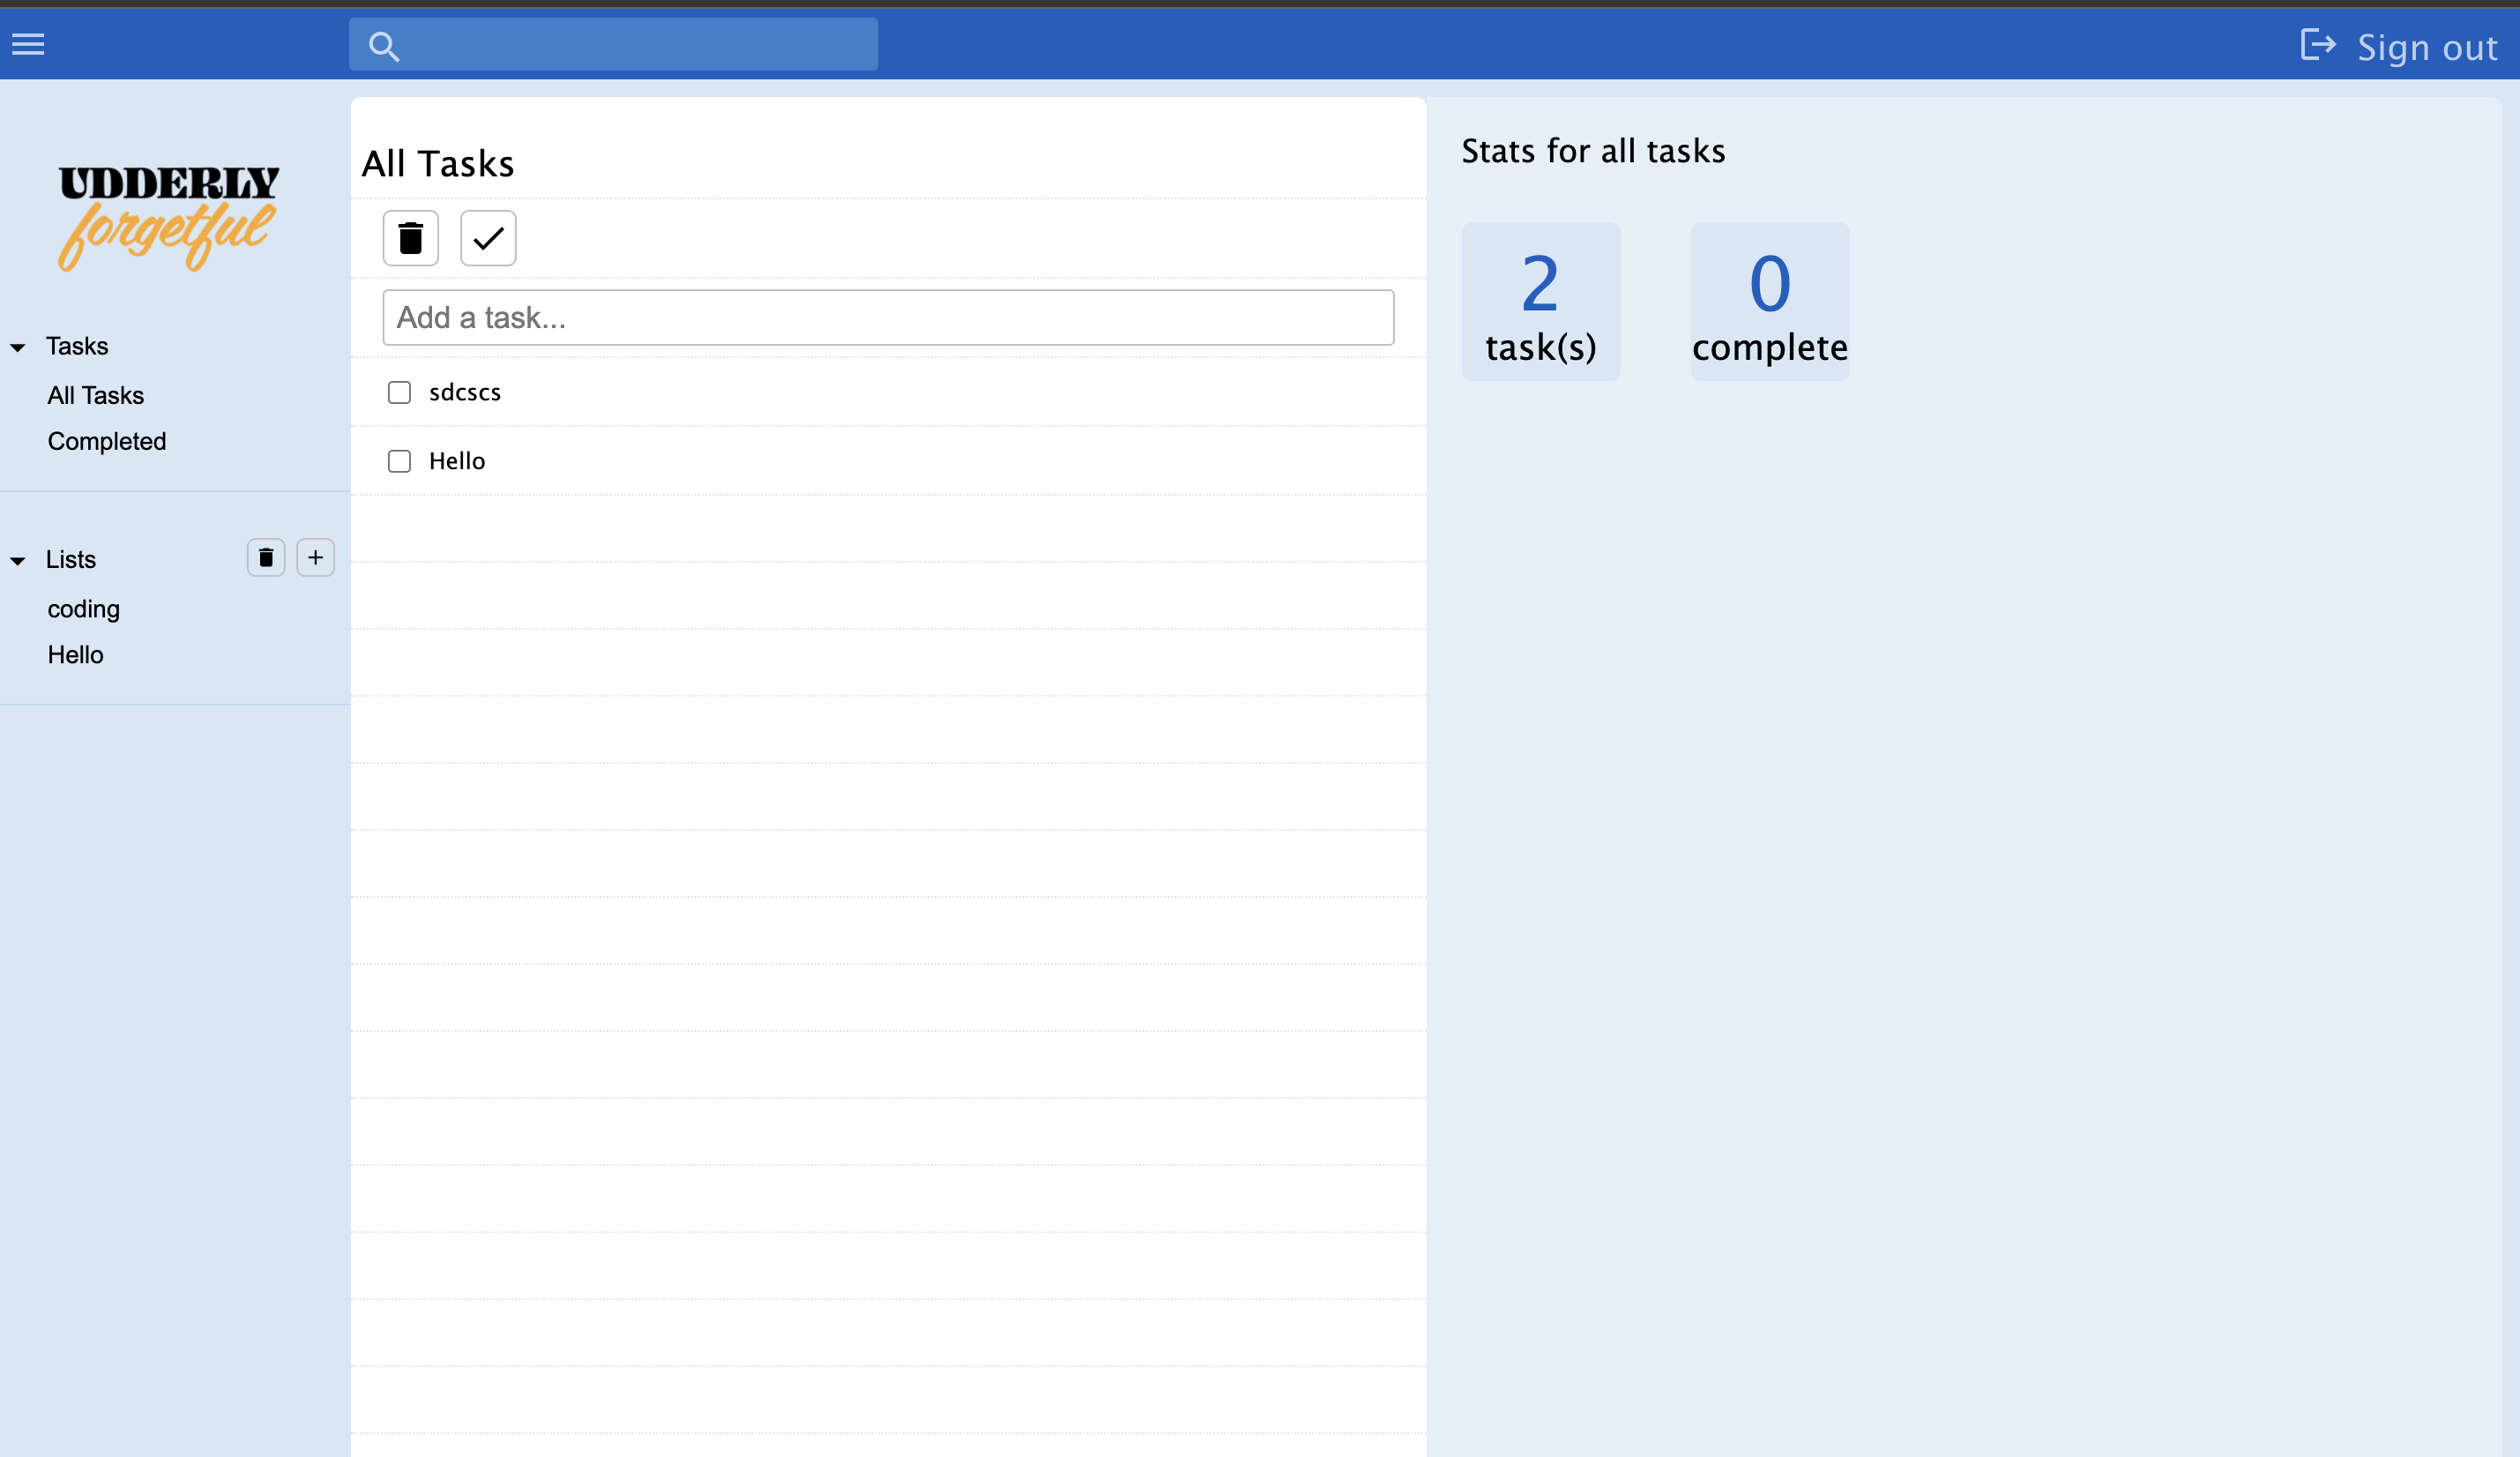 Sign out
UDDERLY
forgetful
Tasks
All Tasks
Completed
Lists
coding
Hello
All Tasks
Add a task...
sdcscs
Hello
Stats for all tasks
2
task(s)
0
complete